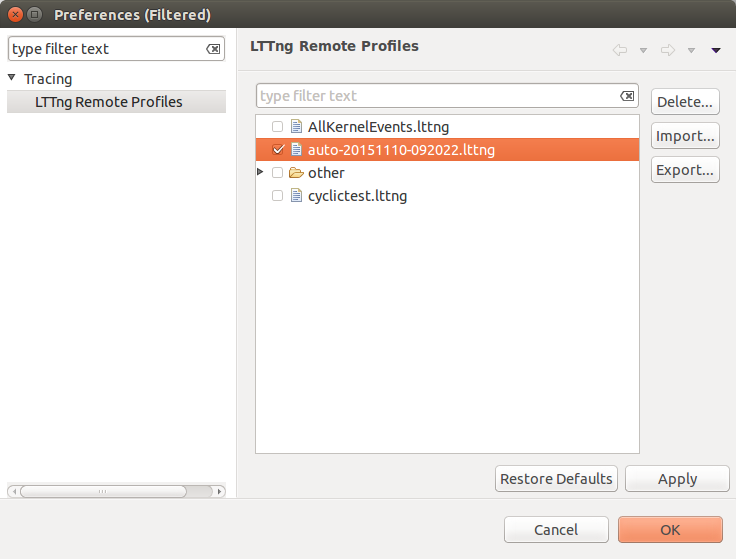 Preferences (Filtered)
type filter text
Tracing
LTTng Remote Profiles
LTTng Remote Profiles
type filter text
AllKernelEvents.lttng
auto-20151110-092022.lttng
other
cyclictest.lttng
Delete...
Import...
Export...
Restore Defaults
Apply
Cancel
OK